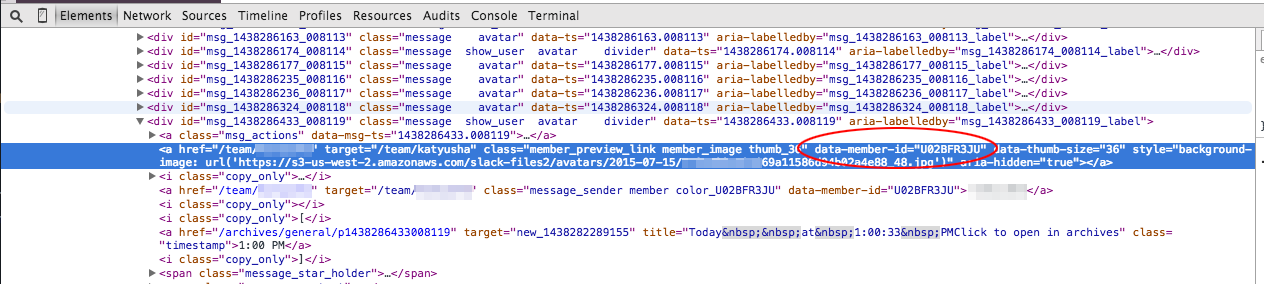 Elements Network Sources Timeline Profiles Resources Audits Console Terminal
<div id="msg_1438286163_008113" class="message avatar" data-ts="1438286163.008113" aria-labelledby="msg_1438286163_008113_label">…</div>
<div id="msg_1438286174_008114" class="message show_user avatar divider" data-ts="1438286174.008114" aria-labelledby="msg_1438286174_008114_label">…</div>
<div id="msg_1438286177_008115" class="message avatar" data-ts="1438286177.008115" aria-labelledby="msg_1438286177_008115_label">…</div>
<div id="msg_1438286235_008116" class="message avatar" data-ts="1438286235.008116" aria-labelledby="msg_1438286235_008116_label">…</div>
<div id="msg_1438286236_008117" class="message avatar" data-ts="1438286236.008117" aria-labelledby="msg_1438286236_008117_label">…</div>
<div id="msg_1438286324_008118" class="message avatar" data-ts="1438286324.008118" aria-labelledby="msg_1438286324_008118_label">…</div>
<div id="msg_1438286433_008119" class="message show_user avatar divider" data-ts="1438286433.008119" aria-labelledby="msg_1438286433_008119_label">
<a class="msg_actions" data-msg-ts="1438286433.008119">…</a>
<a href="/team/ target="/team/katyusha" class="member_preview_link member_image thumb_36" data-member-id="U02BFR3JU" data-thumb-size="36" style="background-
image: url('https://s3-us-west-2.amazonaws.com/slack-files2/avatars/2015-07-15/ aria-hidden="true"></a>
<i class="copy_only">…</i>
<a href="/team/ target="/team/ class="message_sender member color_U02BFR3JU" data-member-id="U02BFR3JU"> </a>
<i class="copy_only"></i>
<i class="copy_only">[</i>
<a href="/archives/general/p1438286433008119" target="new_1438282289155" title="Today&nbsp;&nbsp;at&nbsp;1:00:33&nbsp;PMClick to open in archives" class=
"timestamp">1:00 PM</a>
<i class="copy_only">]</i>
<span class="message_star_holder">…</span>